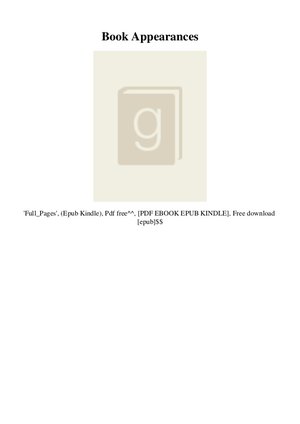 Book Appearances
g
'Full_Pages', (Epub Kindle), Pdf free^^, [PDF EBOOK EPUB KINDLE], Free download
[epub]$$